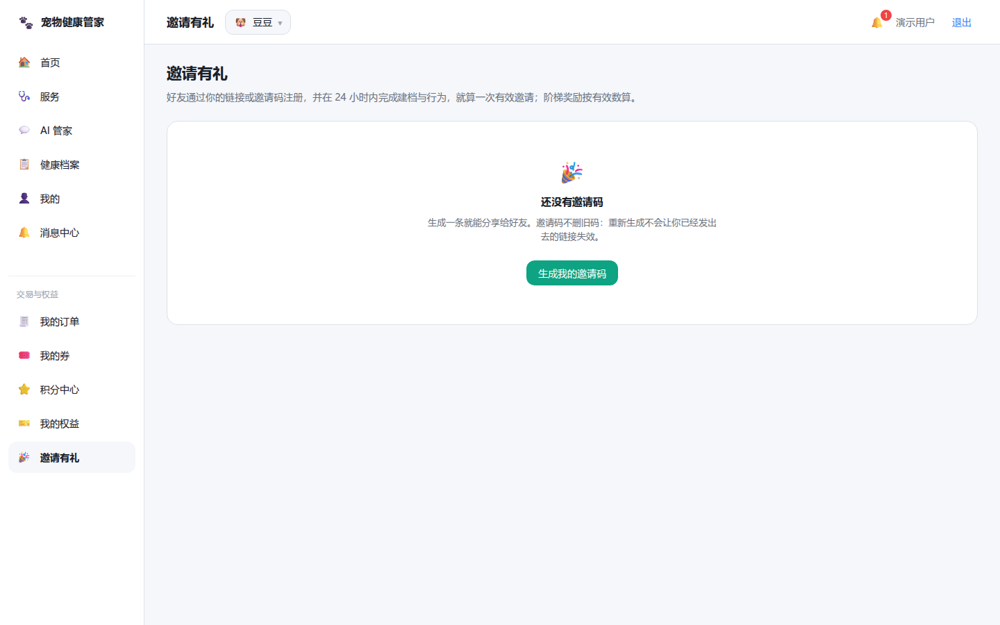 宠物健康管家
首页
服务
AI 管家
健康档案
我的
消息中心
交易与权益
我的订单
我的券
积分中心
我的权益
邀请有礼
邀请有礼
豆豆
1
演示用户
退出
邀请有礼
好友通过你的链接或邀请码注册，并在 24 小时内完成建档与行为，就算一次有效邀请；阶梯奖励按有效数算。
还没有邀请码
生成一条就能分享给好友。邀请码不删旧码：重新生成不会让你已经发出
去的链接失效。
生成我的邀请码